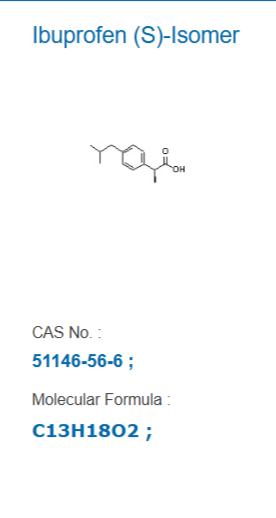 Ibuprofen (S)-Isomer
O
OH
CAS No. :
51146-56-6 ;
Molecular Formula :
C13H18O2 ;